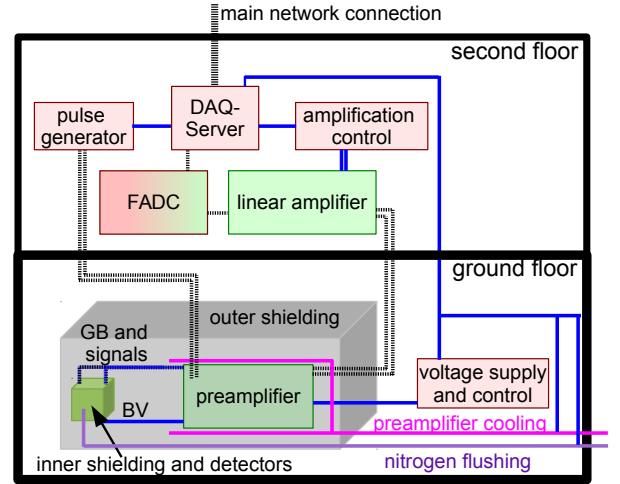 main network connection
second floor
pulse
generator
DAQ-
Server
amplification
control
FADC
linear amplifier
ground floor
outer shielding
GB and
signals
preamplifier
voltage supply
and control
BV
preamplifier cooling
inner shielding and detectors
nitrogen flushing